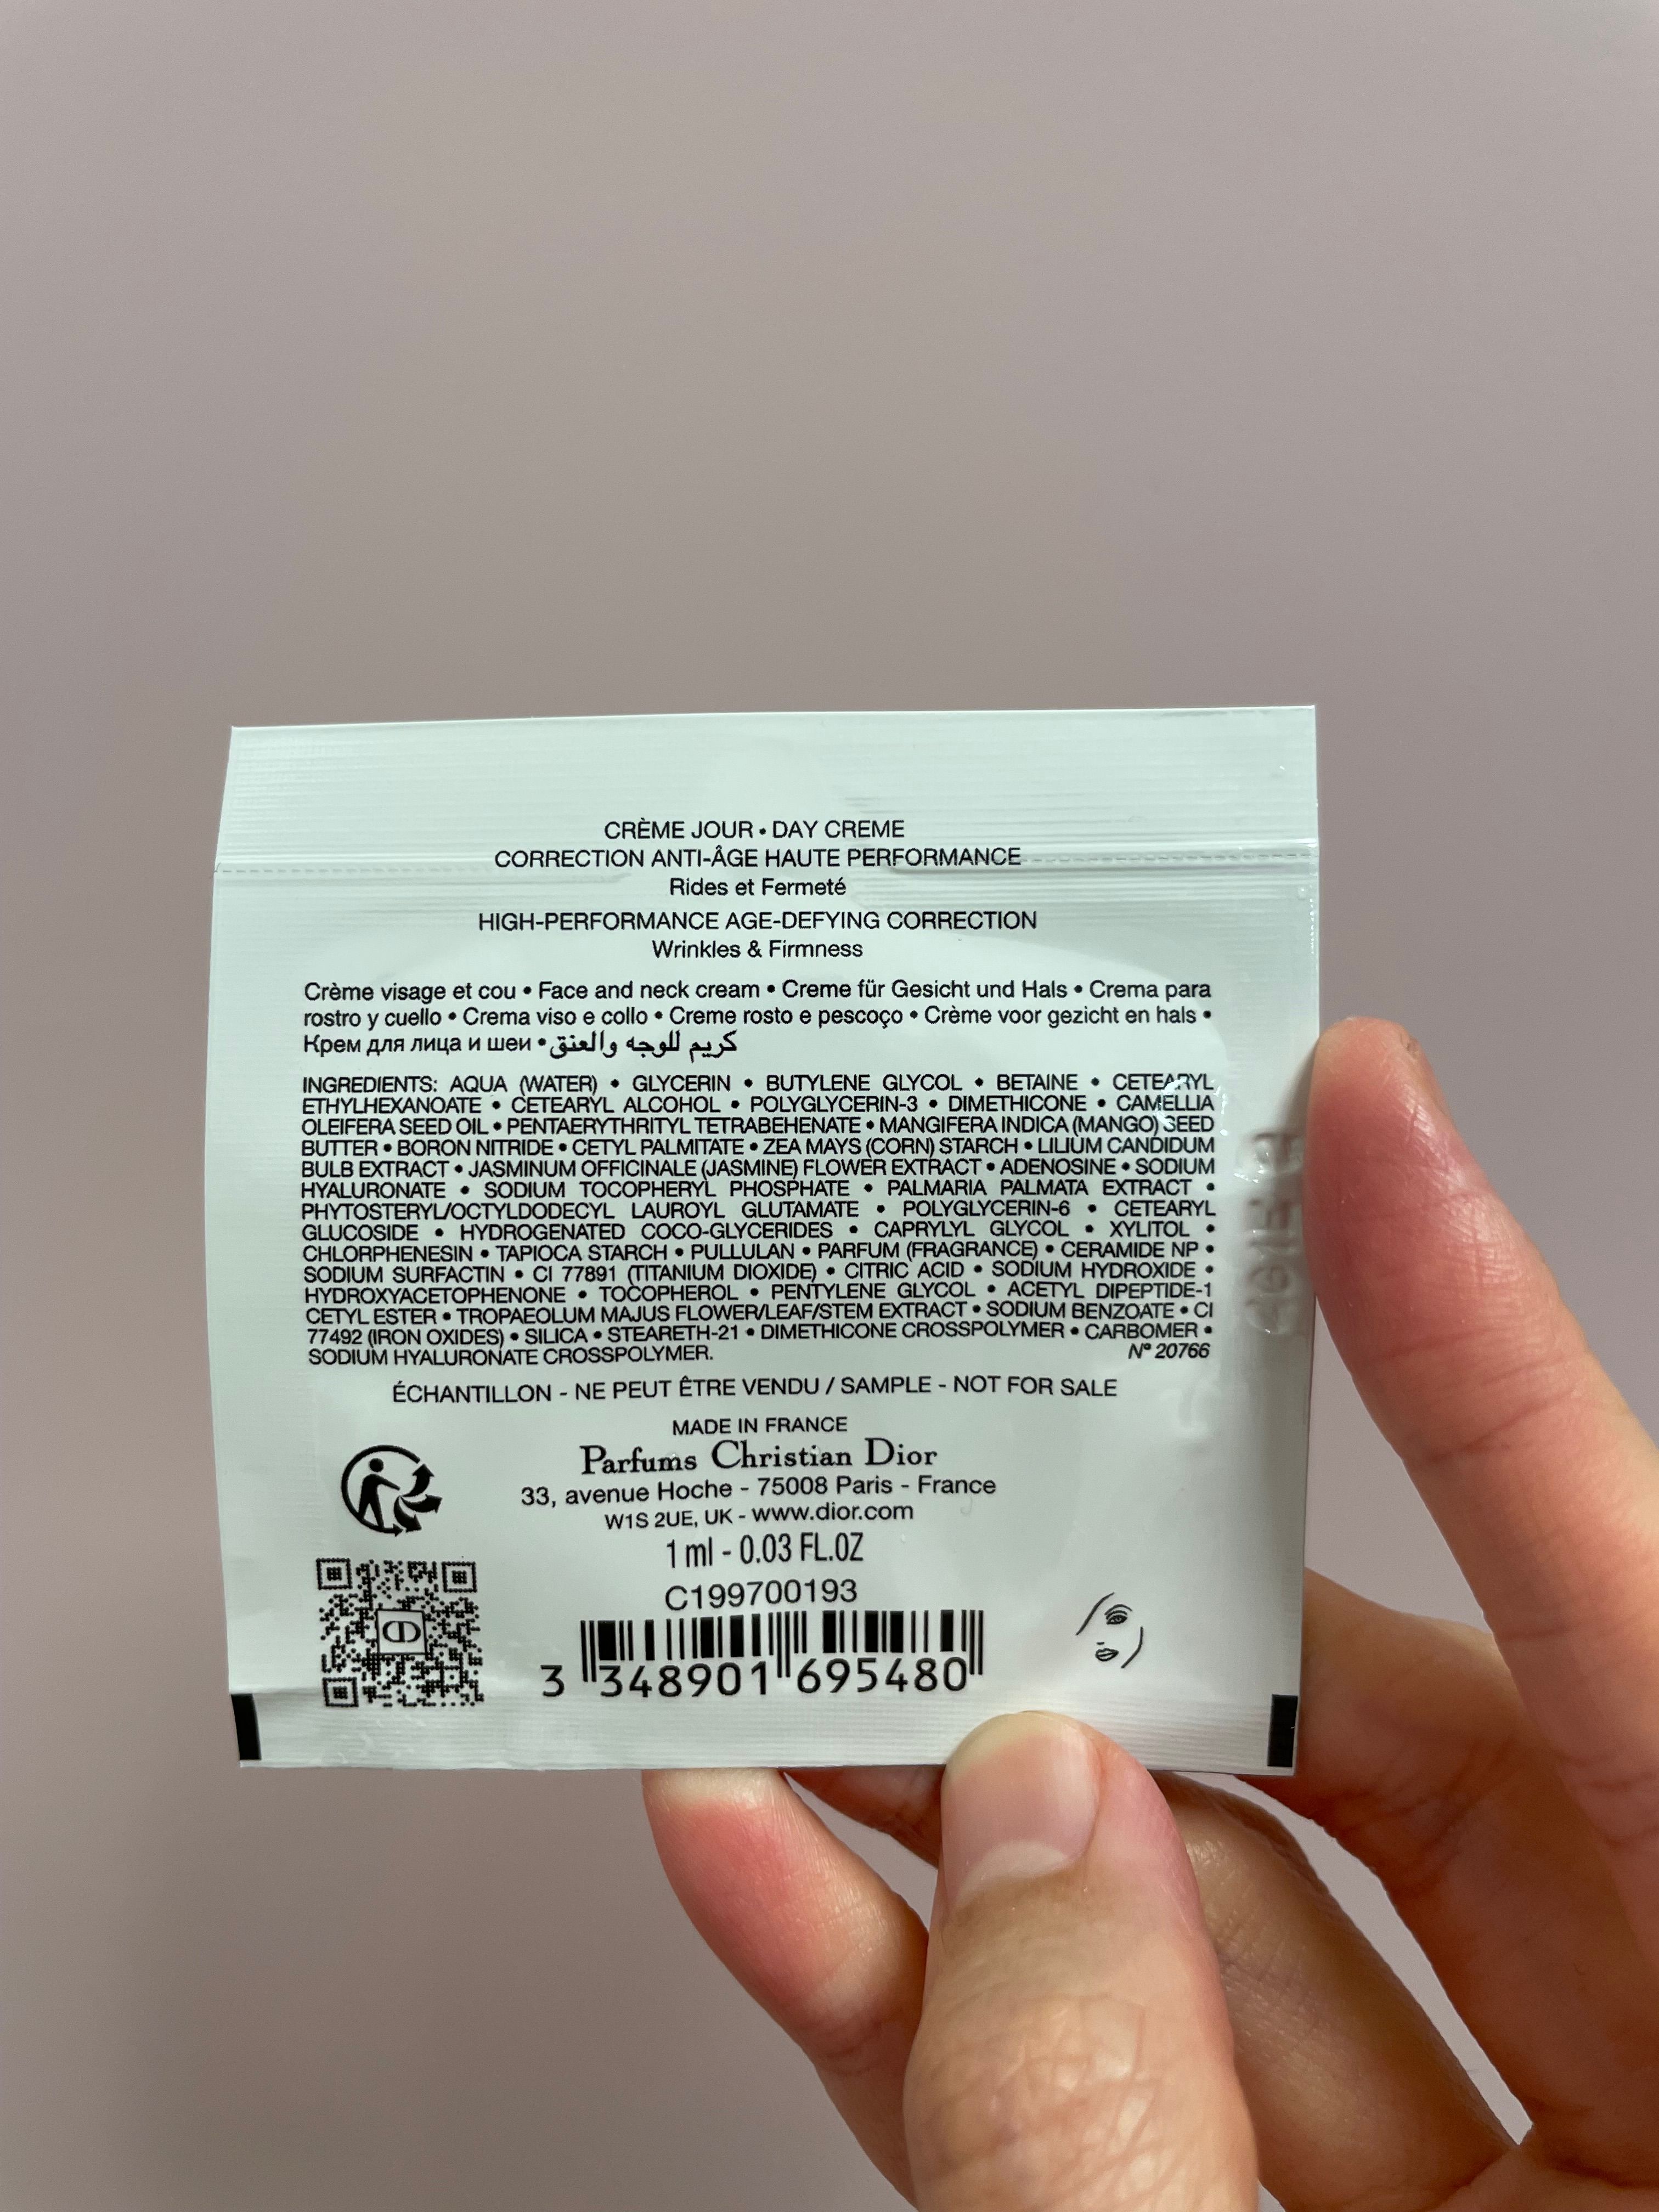 CRÈME JOUR • DAY CREME
CORRECTION ANTI-ÂGE HAUTE PERFORMANCE
Rides et Fermeté
HIGH-PERFORMANCE AGE-DEFYING CORRECTION
Wrinkles & Firmness
Crème visage et cou • Face and neck cream • Creme für Gesicht und Hals • Crema para
rostro y cuello • Crema viso e collo • Creme rosto e pescoço • Crème voor gezicht en hals •
Крем для лица и шеи • كريم للوجه والعنق
INGREDIENTS: AQUA (WATER) • GLYCERIN • BUTYLENE GLYCOL • BETAINE • CETEARYL
ETHYLHEXANOATE • CETEARYL ALCOHOL • POLYGLYCERIN-3 • DIMETHICONE • CAMELLIA
OLEIFERA SEED OIL • PENTAERYTHRITYL TETRABEHENATE • MANGIFERA INDICA (MANGO) SEED
BUTTER • BORON NITRIDE • CETYL PALMITATE • ZEA MAYS (CORN) STARCH • LILIUM CANDIDUM
BULB EXTRACT • JASMINUM OFFICINALE (JASMINE) FLOWER EXTRACT • ADENOSINE • SODIUM
HYALURONATE • SODIUM TOCOPHERYL PHOSPHATE • PALMARIA PALMATA EXTRACT •
PHYTOSTERYL/OCTYLDODECYL LAUROYL GLUTAMATE • POLYGLYCERIN-6 • CETEARYL
GLUCOSIDE • HYDROGENATED COCO-GLYCERIDES • CAPRYLYL GLYCOL • XYLITOL •
CHLORPHENESIN • TAPIOCA STARCH • PULLULAN • PARFUM (FRAGRANCE) • CERAMIDE NP •
SODIUM SURFACTIN • CI 77891 (TITANIUM DIOXIDE) • CITRIC ACID • SODIUM HYDROXIDE •
HYDROXYACETOPHENONE • TOCOPHEROL • PENTYLENE GLYCOL • ACETYL DIPEPTIDE-1
CETYL ESTER • TROPAEOLUM MAJUS FLOWER/LEAF/STEM EXTRACT • SODIUM BENZOATE • CI
77492 (IRON OXIDES) • SILICA • STEARETH-21 • DIMETHICONE CROSSPOLYMER • CARBOMER •
SODIUM HYALURONATE CROSSPOLYMER. N° 20766
ÉCHANTILLON - NE PEUT ÊTRE VENDU / SAMPLE - NOT FOR SALE
MADE IN FRANCE
Parfums Christian Dior
33, avenue Hoche - 75008 Paris - France
W1S 2UE, UK - www.dior.com
1 ml - 0.03 FL.OZ
C199700193
3 348901 695480